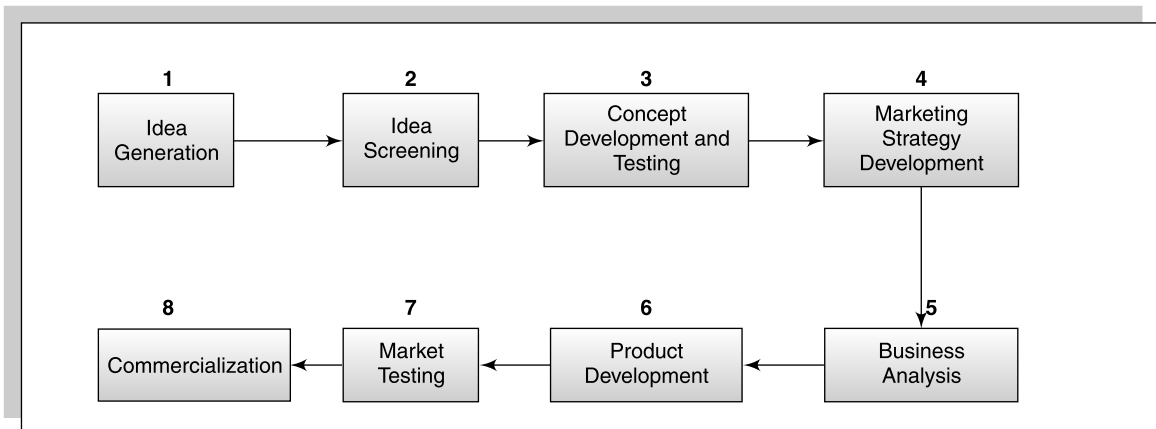 1
Idea
Generation
2
Idea
Screening
3
Concept
Development and
Testing
4
Marketing
Strategy
Development
5
Business
Analysis
6
Product
Development
7
Market
Testing
8
Commercialization